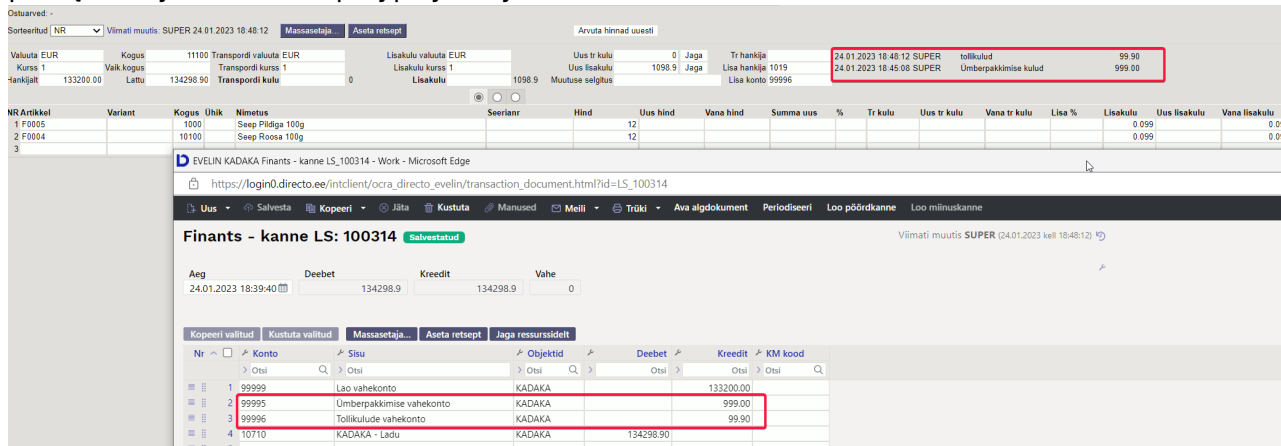 Ostuarved: -
Sorteeritud NR Viimati muutis: SUPER 24.01.2023 18:48:12 Massasetaja... Aseta retsept Arvuta hinnad uuesti
Valuuta EUR Kogus 11100 Transpordi valuuta EUR Lisakulu valuuta EUR Uus tr kulu 0 Jaga Tr hankija 24.01.2023 18:48:12 SUPER tollikulud 99.90
Kurss 1 Vaik kogus Transpordi kurss 1 Lisakulu kurss 1 Uus lisakulu 1098.9 Jaga Lisa hankija 1019 24.01.2023 18:45:08 SUPER Ümberpakkimise kulud 999.00
Hankijalt 133200.00 Lattu 134298.90 Transpordi kulu 0 Lisakulu 1098.9 Muutuse selgitus Lisa konto 99996
NR Artikkel Variant Kogus Ühik Nimetus Seerianr Hind Uus hind Vana hind Summa uus % Tr kulu Uus tr kulu Vana tr kulu Lisa % Lisakulu Uus lisakulu Vana lisakulu
1 F0005 1000 Seep Pildiga 100g 12 0.099
2 F0004 10100 Seep Roosa 100g 12 0.099
3
EVELIN KADAKA Finants - kanne LS_100314 - Work - Microsoft Edge
https://login0.directo.ee/intclient/ocra_directo_evelin/transaction_document.html?id=LS_100314
Uus Salvesta Kopeeri Jäta Kustuta Manused Meili Trüki Ava algdokument Periodiseeri Loo pöördkanne Loo miinuskanne
Finants - kanne LS: 100314 Salvestatud Viimati muutis SUPER (24.01.2023 kell 18:48:12)
Aeg Deebet Kreedit Vahe
24.01.2023 18:39:40 134298.9 134298.9 0
Kopeeri valitud Kustuta valitud Massasetaja... Aseta retsept Jaga ressurssidelt
Nr Konto Sisu Objektid Deebet Kreedit KM kood
> Otsi > Otsi > Otsi > Otsi > Otsi > Otsi
1 99999 Lao vahekonto KADAKA 133200.00
2 99995 Ümberpakkimise vahekonto KADAKA 999.00
3 99996 Tollikulude vahekonto KADAKA 99.90
4 10710 KADAKA - Ladu KADAKA 134298.90